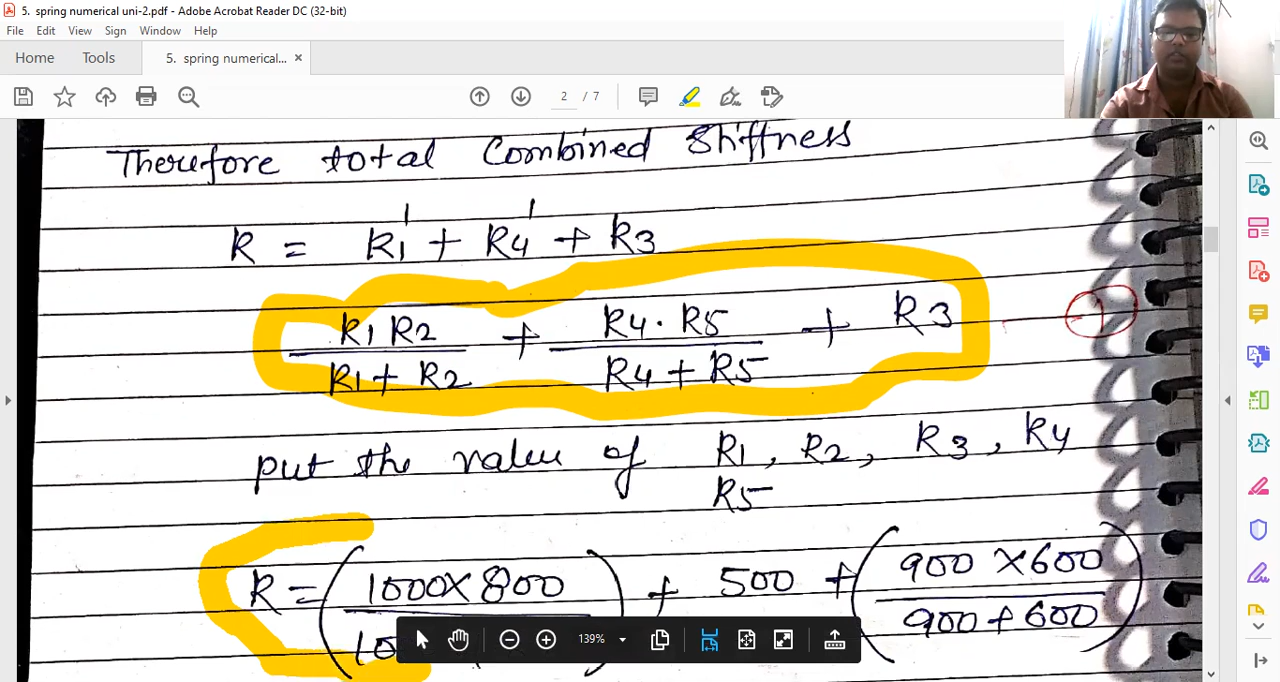 5. spring numerical uni-2.pdf - Adobe Acrobat Reader DC (32-bit)
File Edit View Sign Window Help
Home Tools 5. spring numerical... ×
2 / 7
Therefore total Combined Stiffness
R = R1' + R4' + R3
R1 R2 / R1 + R2 + R4 . R5 / R4 + R5 + R3 1
put the value of R1, R2, R3, R4
R5
R = (1000 × 800 / 10 ) + 500 + (900 × 600 / 900 + 600)
139%